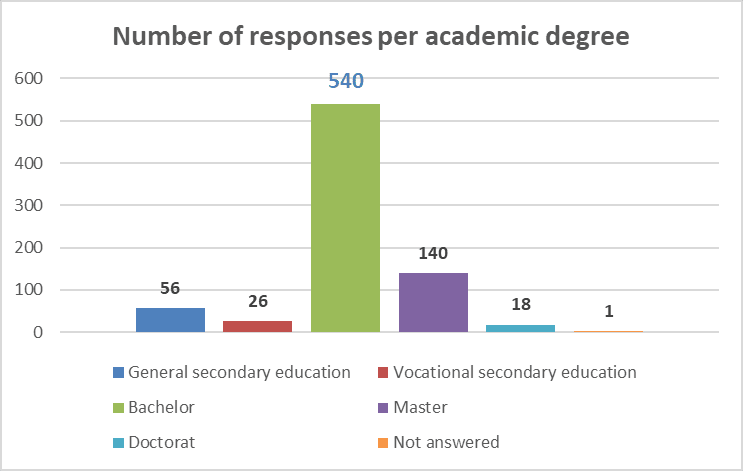 Number of responses per academic degree
600
540
500
400
300
200
140
100
56
26
18
1
0
General secondary education
Vocational secondary education
Bachelor
Master
Doctorat
Not answered